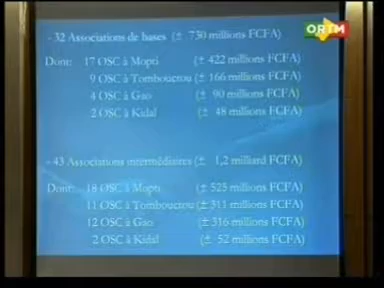 ORTM
- 32 Associations de bases (± 730 millions FCFA)
Dont: 17 OSC à Mopti (± 422 millions FCFA)
9 OSC à Tombouctou (± 166 millions FCFA)
4 OSC à Gao (± 90 millions FCFA)
2 OSC à Kidal (± 48 millions FCFA)
- 43 Associations intermédiaires (± 1,2 milliard FCFA)
Dont: 18 OSC à Mopti (± 525 millions FCFA)
11 OSC à Tombouctou (± 311 millions FCFA)
12 OSC à Gao (± 316 millions FCFA)
2 OSC à Kidal (± 52 millions FCFA)